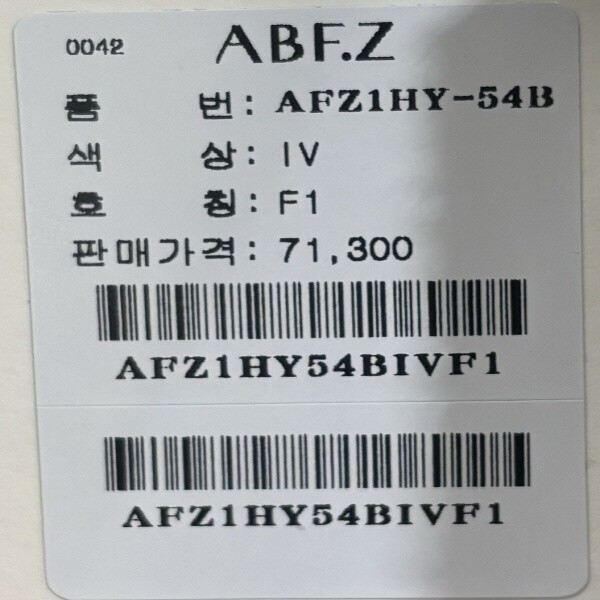 0042 ABF.Z
품 번: AFZ1HY-54B
색 상: IV
호 칭: F1
판매가격: 71,300
AFZ1HY54BIVF1
AFZ1HY54BIVF1